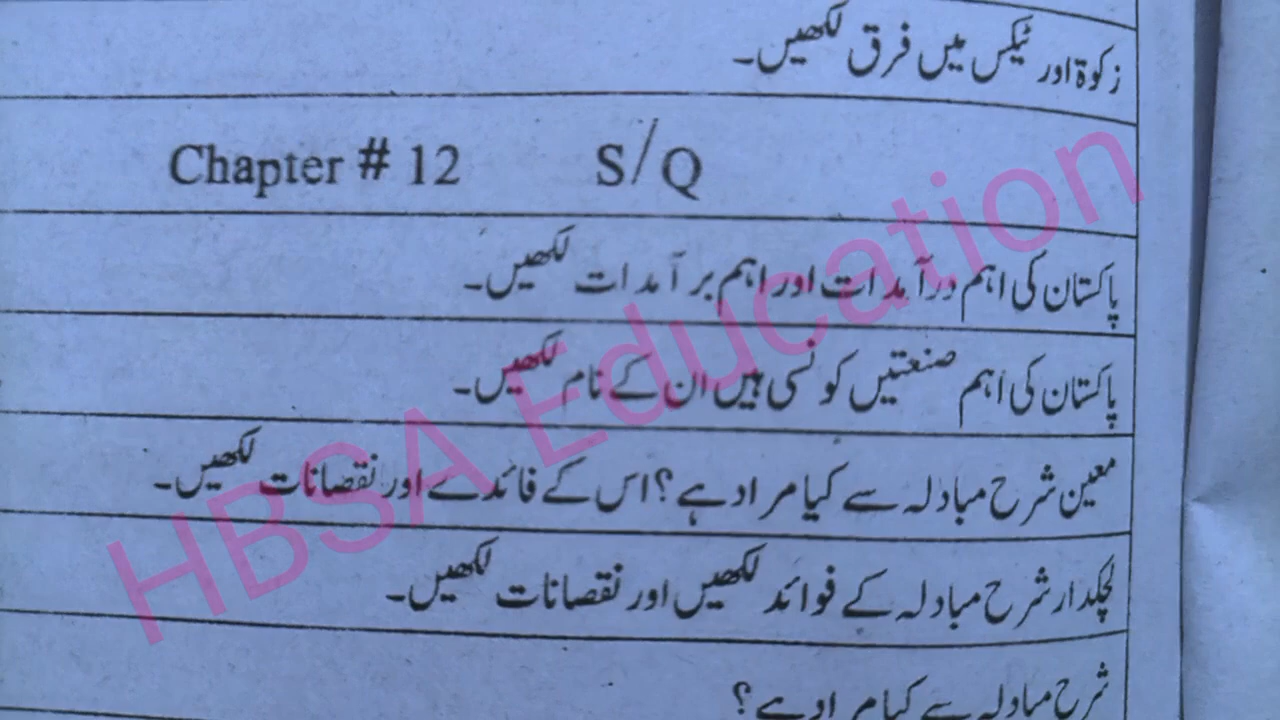 زکوٰۃ اور ٹیکس میں فرق لکھیں۔
Chapter # 12 S/Q
پاکستان کی اہم درآمدات اور اہم برآمدات لکھیں۔
پاکستان کی اہم صنعتیں کونسی ہیں ان کے نام لکھیں۔
معین شرح مبادلہ سے کیا مراد ہے؟ اس کے فائدے اور نقصانات لکھیں۔
لچکدار شرح مبادلہ کے فوائد لکھیں اور نقصانات لکھیں۔
شرح مبادلہ سے کیا مراد ہے؟
HBSA Education